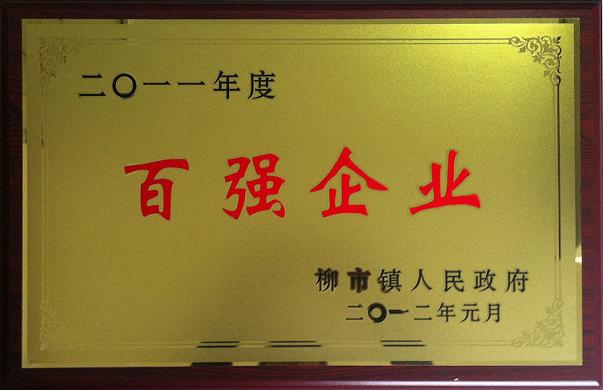 二〇一一年度
百强企业
柳市镇人民政府
二〇一二年元月